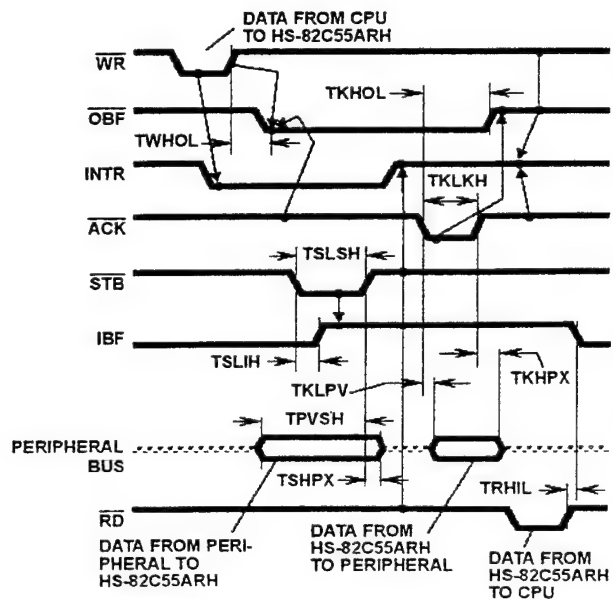 DATA FROM CPU
TO HS-82C55ARH
WR
TKHOL
OBF
TWHOL
INTR
TKLKH
ACK
TSLSH
STB
IBF
TSLIH
TKLPV
TKHPX
TPVSH
PERIPHERAL
BUS
TSHPX
TRHIL
RD
DATA FROM PERI-
PHERAL TO
HS-82C55ARH
DATA FROM
HS-82C55ARH
TO PERIPHERAL
DATA FROM
HS-82C55ARH
TO CPU